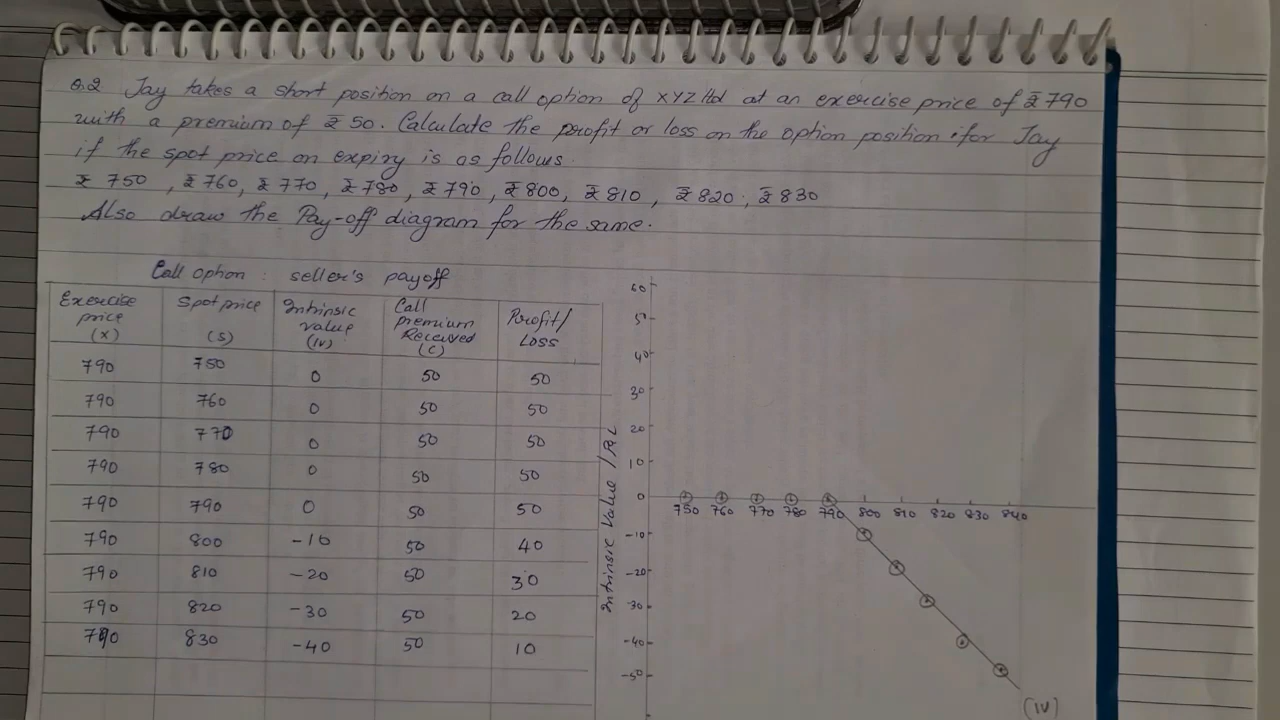 Q.2 Jay takes a short position on a call option of XYZ ltd at an exercise price of ₹790
with a premium of ₹ 50. Calculate the profit or loss on the option position for Jay
if the spot price on expiry is as follows.
₹ 750, ₹760, ₹770, ₹780, ₹790, ₹800, ₹810, ₹820, ₹830
Also draw the Pay-off diagram for the same.
Call option : seller's payoff
Exercise price (X) Spot price (S) Intrinsic value (IV) Call premium Received (C) Profit/Loss
790 750 0 50 50
790 760 0 50 50
790 770 0 50 50
790 780 0 50 50
790 790 0 50 50
790 800 -10 50 40
790 810 -20 50 30
790 820 -30 50 20
790 830 -40 50 10
Intrinsic Value / P/L
60
50
40
30
20
10
0
-10
-20
-30
-40
-50
750 760 770 780 790 800 810 820 830 840
(IV)